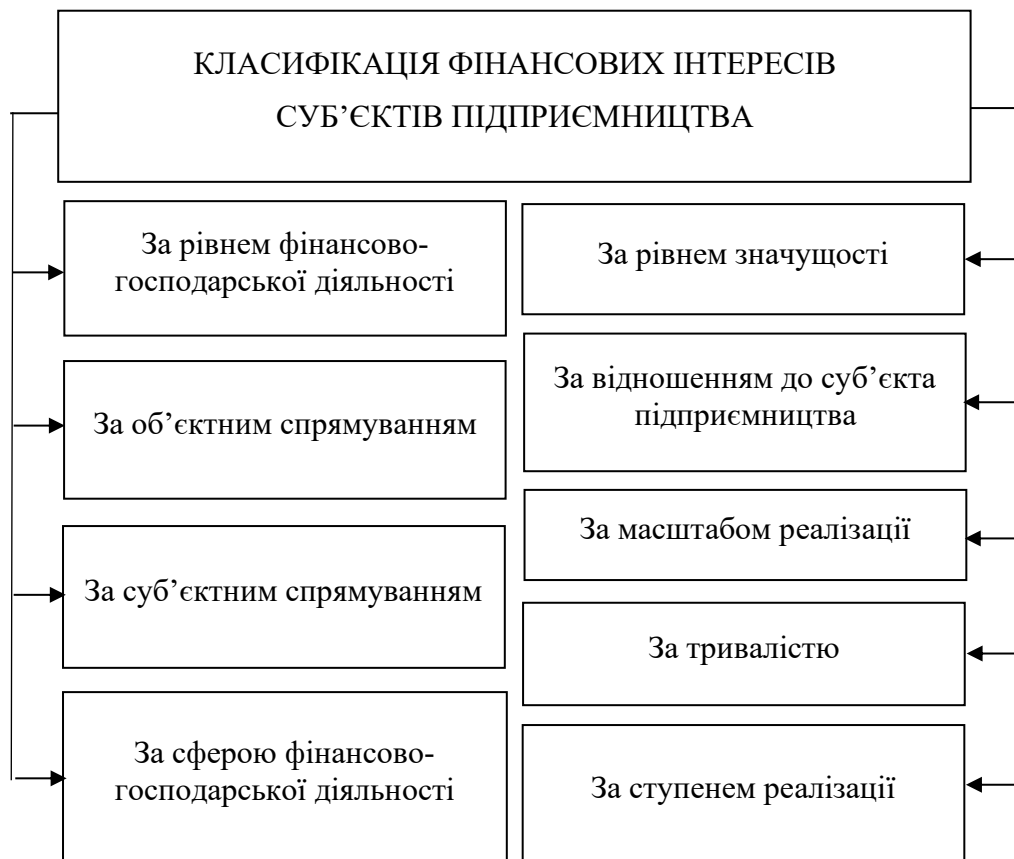 КЛАСИФІКАЦІЯ ФІНАНСОВИХ ІНТЕРЕСІВ
СУБ’ЄКТІВ ПІДПРИЄМНИЦТВА
За рівнем фінансово-
господарської діяльності
За об’єктним спрямуванням
За суб’єктним спрямуванням
За сферою фінансово-
господарської діяльності
За рівнем значущості
За відношенням до суб’єкта
підприємництва
За масштабом реалізації
За тривалістю
За ступенем реалізації